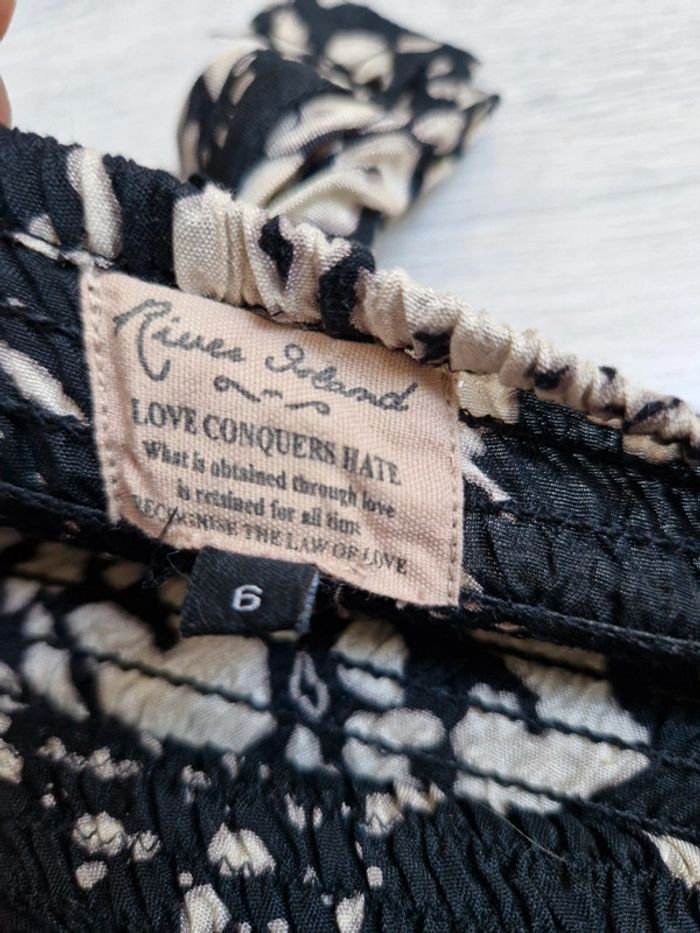 River Island
LOVE CONQUERS HATE
What is obtained through love
is retained for all time
RECOGNISE THE LAW OF LOVE
6